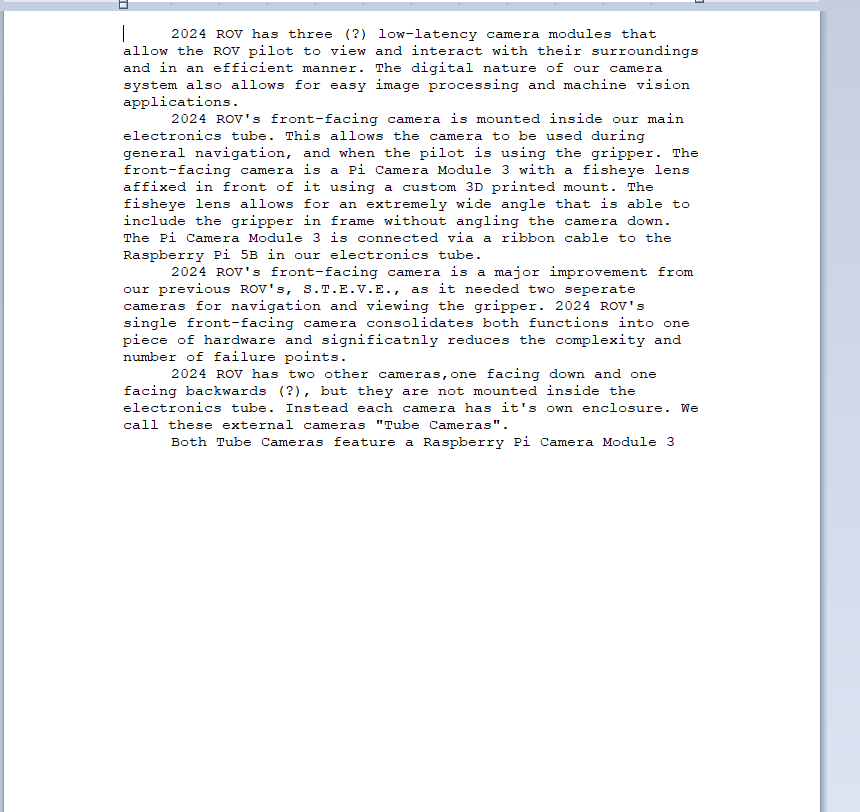 2024 ROV has three (?) low-latency camera modules that
allow the ROV pilot to view and interact with their surroundings
and in an efficient manner. The digital nature of our camera
system also allows for easy image processing and machine vision
applications.
2024 ROV's front-facing camera is mounted inside our main
electronics tube. This allows the camera to be used during
general navigation, and when the pilot is using the gripper. The
front-facing camera is a Pi Camera Module 3 with a fisheye lens
affixed in front of it using a custom 3D printed mount. The
fisheye lens allows for an extremely wide angle that is able to
include the gripper in frame without angling the camera down.
The Pi Camera Module 3 is connected via a ribbon cable to the
Raspberry Pi 5B in our electronics tube.
2024 ROV's front-facing camera is a major improvement from
our previous ROV's, S.T.E.V.E., as it needed two seperate
cameras for navigation and viewing the gripper. 2024 ROV's
single front-facing camera consolidates both functions into one
piece of hardware and significatnly reduces the complexity and
number of failure points.
2024 ROV has two other cameras,one facing down and one
facing backwards (?), but they are not mounted inside the
electronics tube. Instead each camera has it's own enclosure. We
call these external cameras "Tube Cameras".
Both Tube Cameras feature a Raspberry Pi Camera Module 3